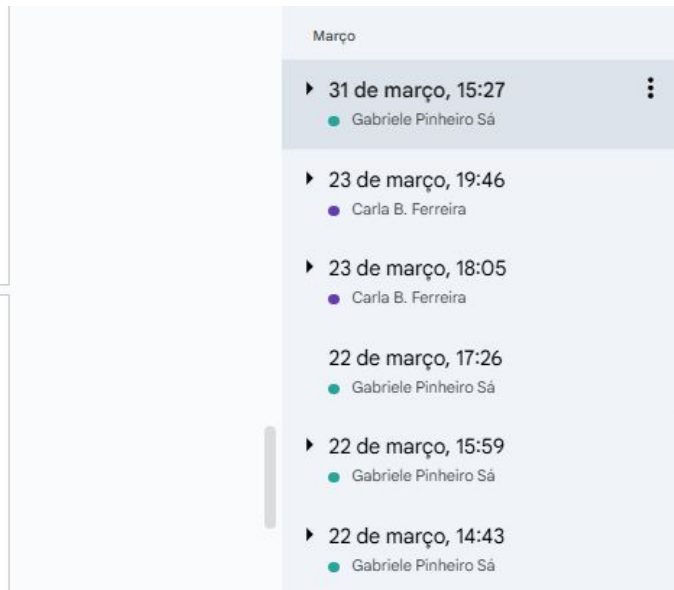 Março
31 de março, 15:27
Gabriele Pinheiro Sá
23 de março, 19:46
Carla B. Ferreira
23 de março, 18:05
Carla B. Ferreira
22 de março, 17:26
Gabriele Pinheiro Sá
22 de março, 15:59
Gabriele Pinheiro Sá
22 de março, 14:43
Gabriele Pinheiro Sá